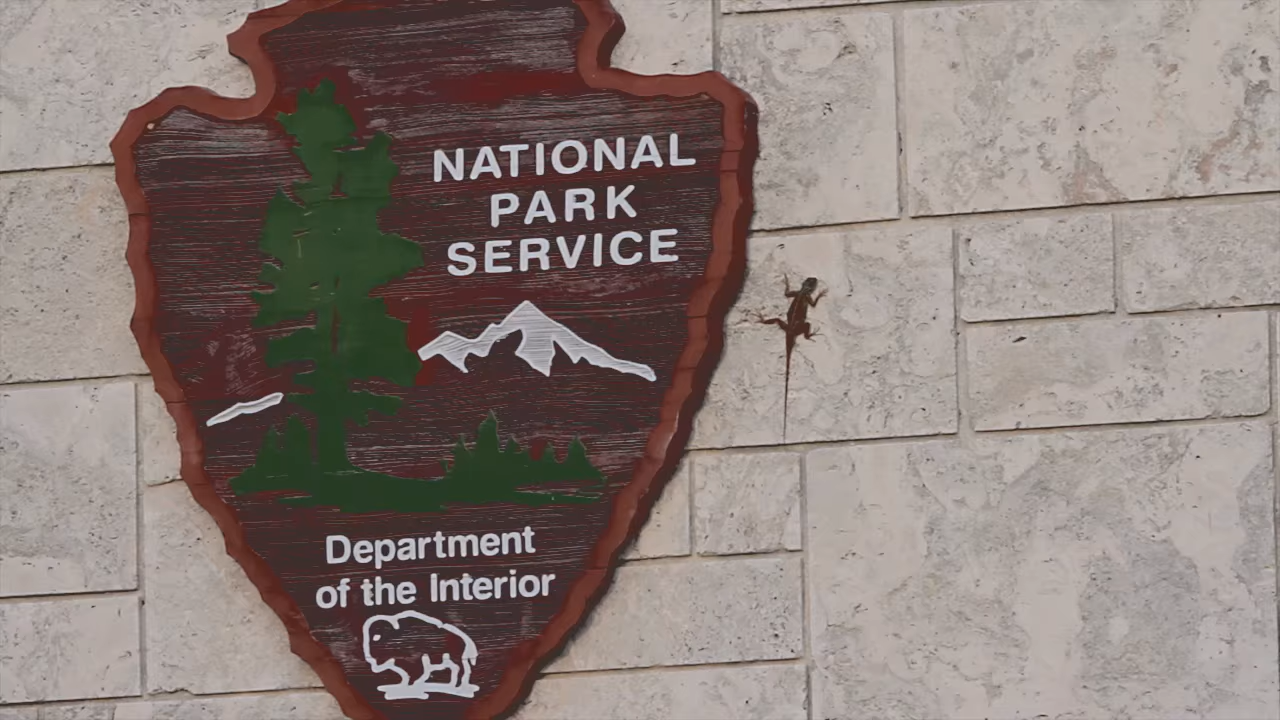 NATIONAL
PARK
SERVICE
Department
of the Interior